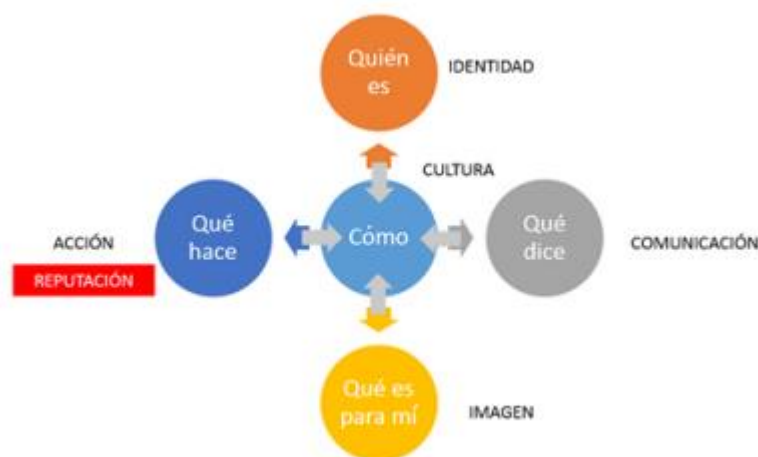 Quién
es
IDENTIDAD
CULTURA
Qué
hace
Cómo
Qué
dice
ACCIÓN
COMUNICACIÓN
REPUTACIÓN
Qué es
para mí
IMAGEN